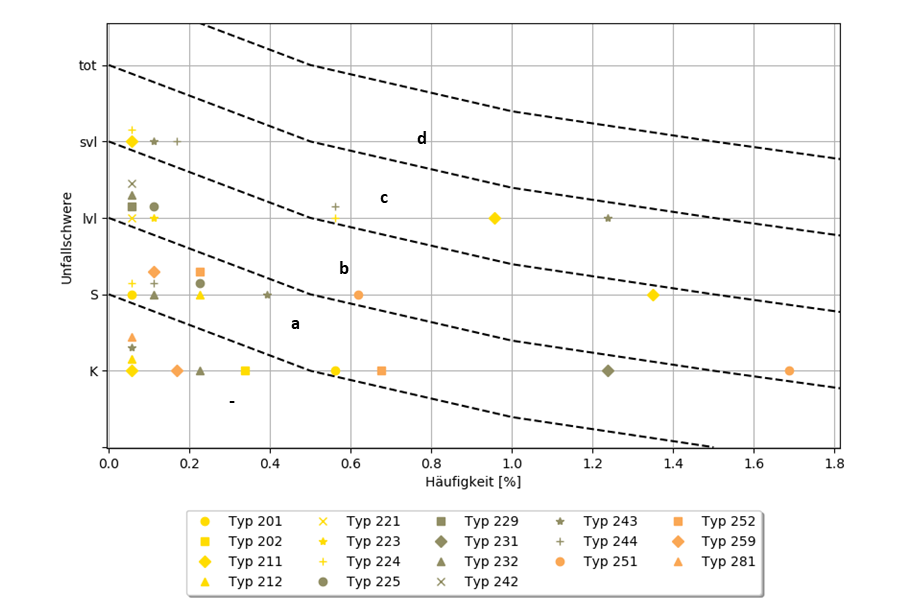 tot
svl
lvl
S
K
Unfallschwere
d
c
b
a
-
0.0 0.2 0.4 0.6 0.8 1.0 1.2 1.4 1.6 1.8
Häufigkeit [%]
Typ 201 Typ 221 Typ 229 Typ 243 Typ 252
Typ 202 Typ 223 Typ 231 Typ 244 Typ 259
Typ 211 Typ 224 Typ 232 Typ 251 Typ 281
Typ 212 Typ 225 Typ 242